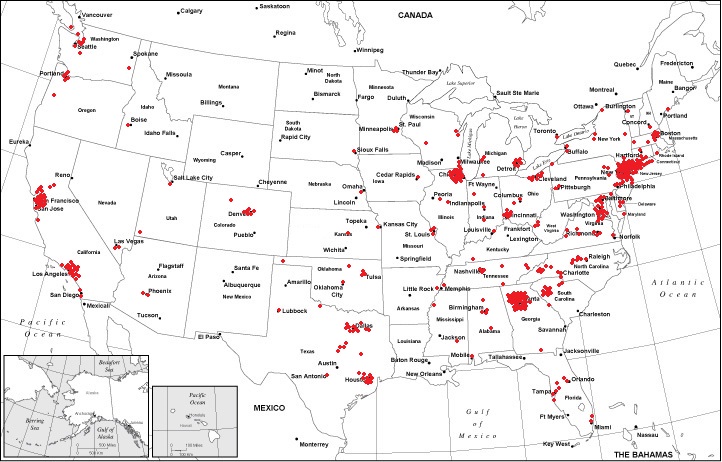 CANADA
Vancouver
Calgary
Saskatoon
Regina
Winnipeg
Thunder Bay
Quebec
Fredericton
Washington
Seattle
Spokane
Missoula
Montana
Minot
North
Dakota
Bismarck
Fargo
Minnesota
Duluth
Lake Superior
Sault Ste Marie
Montreal
Ottawa
Maine
Bangor
Portland
Oregon
Idaho
Boise
Idaho Falls
Billings
South
Dakota
Rapid City
Minneapolis
St. Paul
Wisconsin
Lake Michigan
Lake
Huron
Toronto
Lake Ontario
Burlington
Concord
Portland
Boston
Massachusetts
Eureka
Reno
Nevada
Salt Lake City
Wyoming
Casper
Cheyenne
Sioux Falls
Nebraska
Omaha
Lincoln
Iowa
Cedar Rapids
Madison
Milwaukee
Michigan
Detroit
Lake Erie
Buffalo
New York
Hartford
Rhode Island
Connecticut
New Jersey
Pennsylvania
Philadelphia
Pittsburgh
Cleveland
Ohio
Columbus
Ft Wayne
Indiana
Peoria
Illinois
Indianapolis
San Jose
California
Utah
Colorado
Pueblo
Topeka
Wichita
Kansas City
Missouri
St. Louis
Springfield
Louisville
Frankfort
Lexington
Kentucky
West
Virginia
Washington
Delaware
Maryland
Richmond
Norfolk
Las Vegas
Los Angeles
San Diego
Mexicali
Flagstaff
Arizona
Phoenix
Tucson
Santa Fe
Albuquerque
New Mexico
El Paso
Amarillo
Lubbock
Oklahoma
Oklahoma
City
Tulsa
Little Rock
Arkansas
Memphis
Nashville
Tennessee
Raleigh
North Carolina
Charlotte
South
Carolina
Charleston
Georgia
Savannah
Birmingham
Alabama
Mississippi
Jackson
Louisiana
Baton Rouge
New Orleans
Mobile
Tallahassee
Jacksonville
Dallas
Texas
Austin
San Antonio
Orlando
Tampa
Florida
Ft Myers
Miami
Key West
Nassau
THE BAHAMAS
MEXICO
Monterrey
Gulf
of
Mexico
Atlantic
Ocean
Pacific
Ocean
Beaufort
Sea
Alaska
Anchorage
Juneau
Bering
Sea
Gulf of
Alaska
Pacific
Ocean
Honolulu
Hawaii